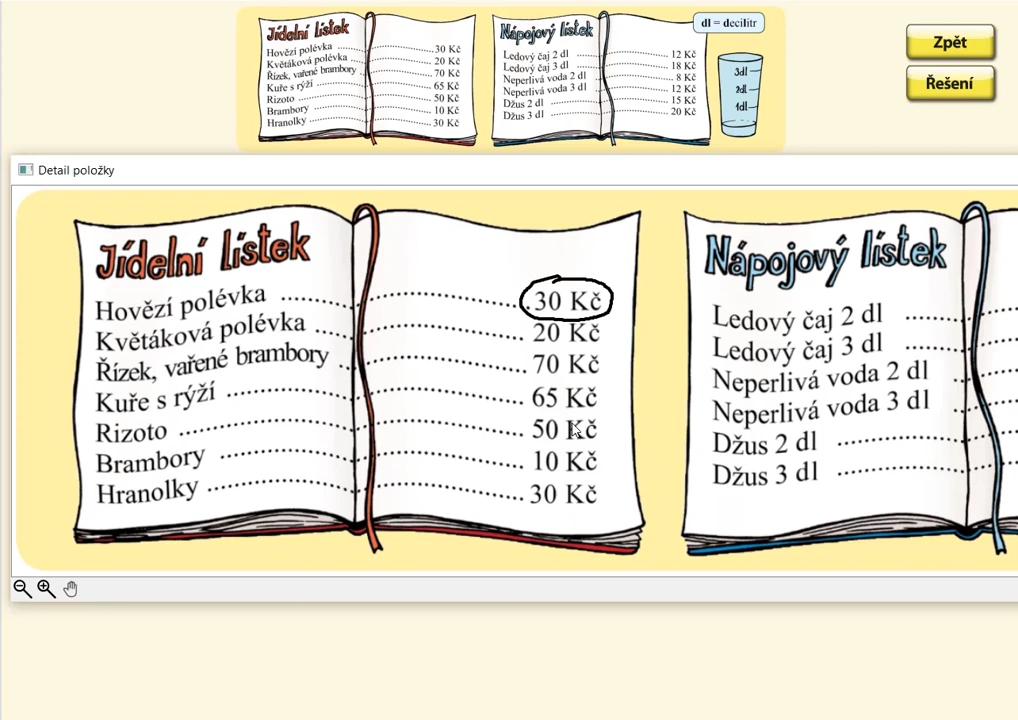 Jídelní lístek
Hovězí polévka 30 Kč
Květáková polévka 20 Kč
Řízek, vařené brambory 70 Kč
Kuře s rýží 65 Kč
Rizoto 50 Kč
Brambory 10 Kč
Hranolky 30 Kč
Nápojový lístek
Ledový čaj 2 dl 12 Kč
Ledový čaj 3 dl 18 Kč
Neperlivá voda 2 dl 8 Kč
Neperlivá voda 3 dl 12 Kč
Džus 2 dl 15 Kč
Džus 3 dl 20 Kč
dl = decilitr
3dl
2dl
1dl
Zpět
Řešení
Detail položky
Jídelní lístek
Hovězí polévka 30 Kč
Květáková polévka 20 Kč
Řízek, vařené brambory 70 Kč
Kuře s rýží 65 Kč
Rizoto 50 Kč
Brambory 10 Kč
Hranolky 30 Kč
Nápojový lístek
Ledový čaj 2 dl
Ledový čaj 3 dl
Neperlivá voda 2 dl
Neperlivá voda 3 dl
Džus 2 dl
Džus 3 dl